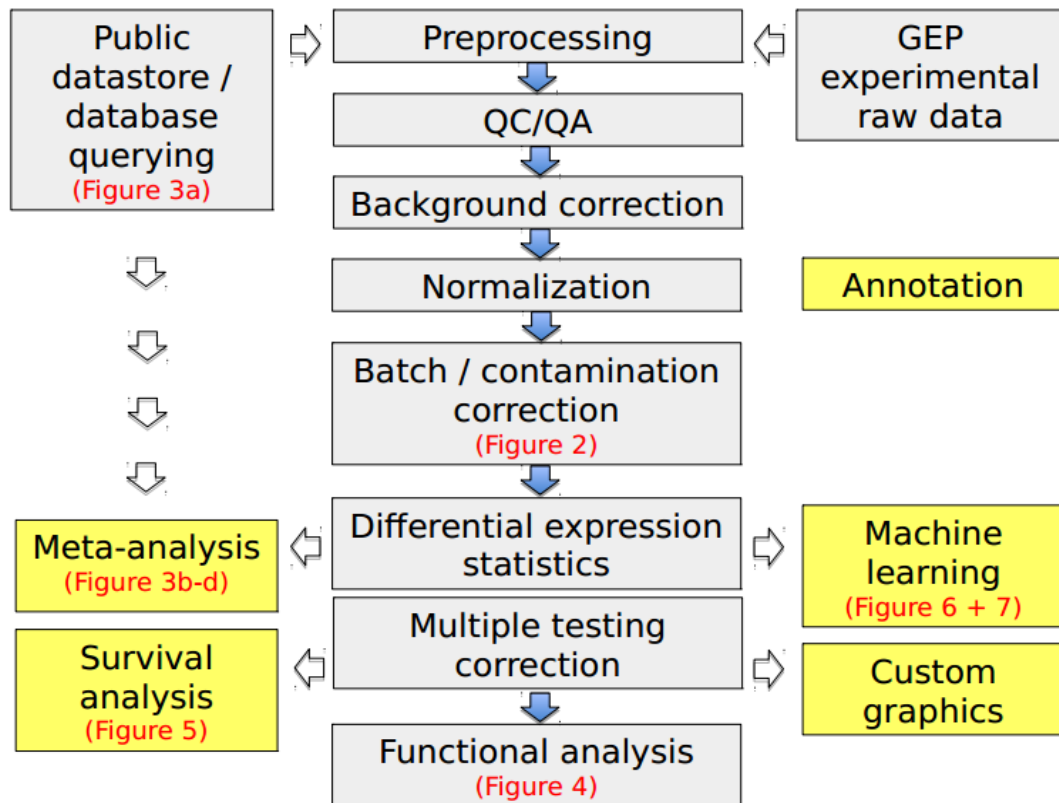 Public
datastore /
database
querying
(Figure 3a)
Preprocessing
GEP
experimental
raw data
QC/QA
Background correction
Normalization
Annotation
Batch / contamination
correction
(Figure 2)
Differential expression
statistics
Meta-analysis
(Figure 3b-d)
Machine
learning
(Figure 6 + 7)
Multiple testing
correction
Survival
analysis
(Figure 5)
Custom
graphics
Functional analysis
(Figure 4)